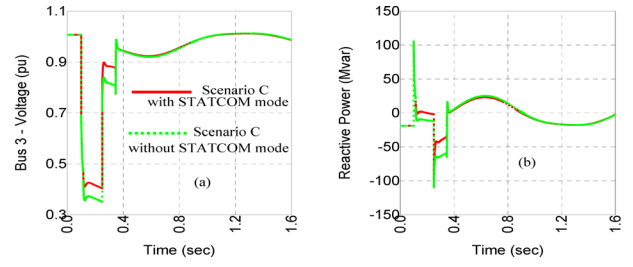 Bus 3 - Voltage (pu)
1.1
0.9
0.7
0.5
0.3
Scenario C
with STATCOM mode
Scenario C
without STATCOM mode
(a)
0.0
0.4
0.8
1.2
1.6
Time (sec)
Reactive Power (Mvar)
150
100
50
0
-50
-100
-150
(b)
0.0
0.4
0.8
1.2
1.6
Time (sec)